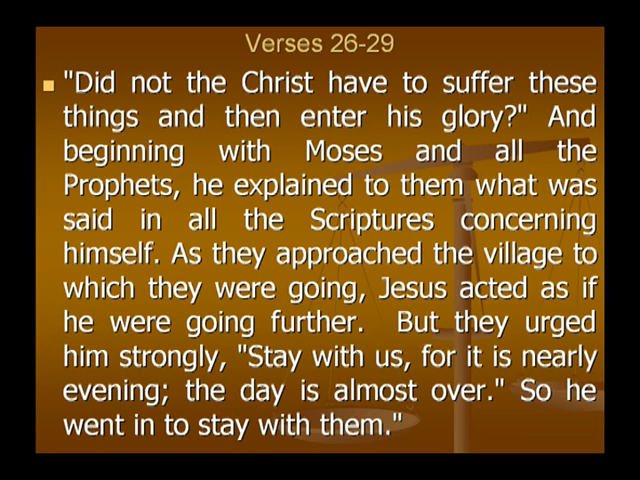 Verses 26-29
"Did not the Christ have to suffer these
things and then enter his glory?" And
beginning with Moses and all the
Prophets, he explained to them what was
said in all the Scriptures concerning
himself. As they approached the village to
which they were going, Jesus acted as if
he were going further. But they urged
him strongly, "Stay with us, for it is nearly
evening; the day is almost over." So he
went in to stay with them."